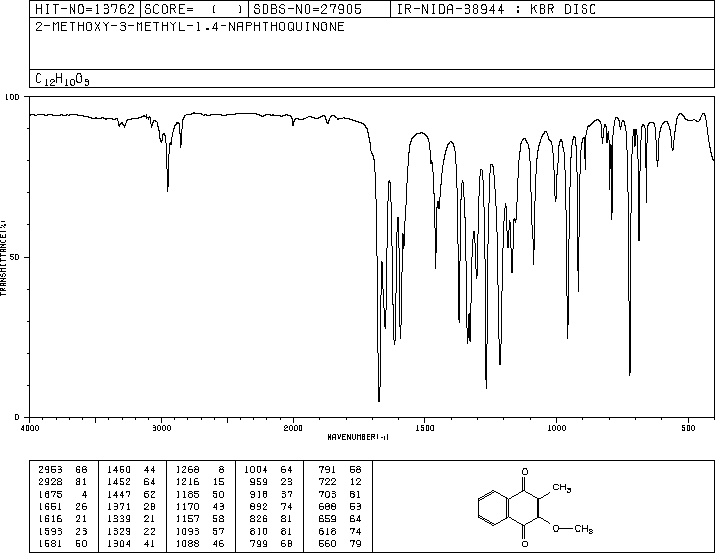 HIT-NO=13762 SCORE= ( ) SDBS-NO=27905 IR-NIDA-38944 : KBR DISC
2-METHOXY-3-METHYL-1,4-NAPHTHOQUINONE
C12H10O3
100
50
0
TRANSMITTANCE(%)
4000 3000 2000 1500 1000 500
WAVENUMBER(-1)
2953 68 1460 44 1268 8 1004 64 791 58
2928 81 1452 64 1216 15 959 23 722 12
1675 4 1447 62 1185 50 918 37 703 81
1651 26 1371 28 1170 43 892 74 688 53
1616 21 1339 21 1157 58 826 81 659 64
1593 23 1329 22 1093 57 810 81 618 74
1581 50 1304 41 1088 46 799 68 560 79
O
CH3
O—CH3
O